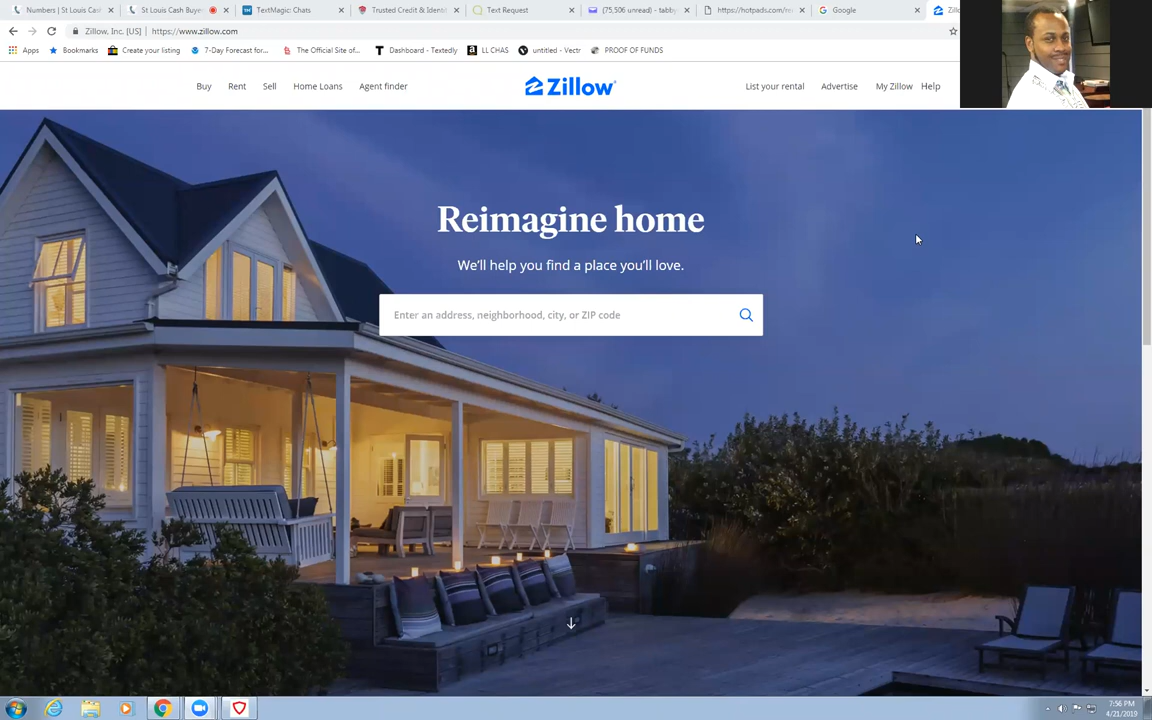 Numbers | St Louis Cash
St Louis Cash Buye
TextMagic: Chats
Trusted Credit & Ident
Text Request
(75,506 unread) - tabby
https://hotpads.com/re
Google
Zillo
Zillow, Inc. [US] | https://www.zillow.com
Apps
Bookmarks
Create your listing
7-Day Forecast for...
The Official Site of...
Dashboard - Textedly
LL CHAS
untitled - Vectr
PROOF OF FUNDS
Buy Rent Sell Home Loans Agent finder Zillow List your rental Advertise My Zillow Help
Reimagine home
We'll help you find a place you'll love.
Enter an address, neighborhood, city, or ZIP code
7:56 PM
4/21/2019